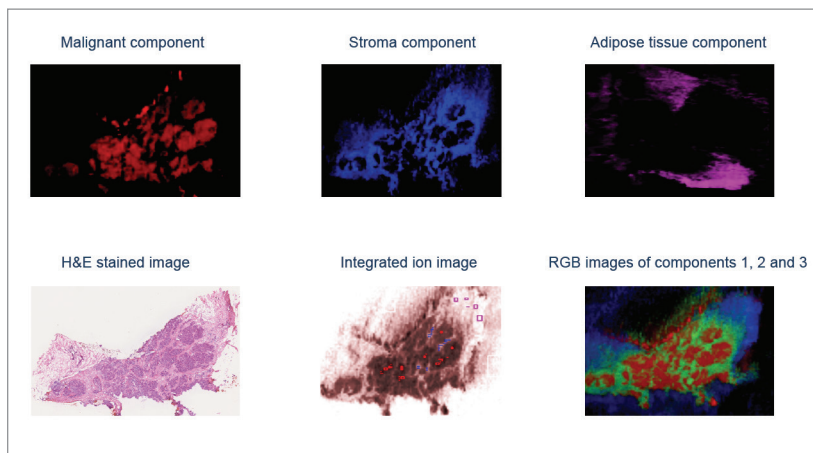 Malignant component
Stroma component
Adipose tissue component
H&E stained image
Integrated ion image
RGB images of components 1, 2 and 3